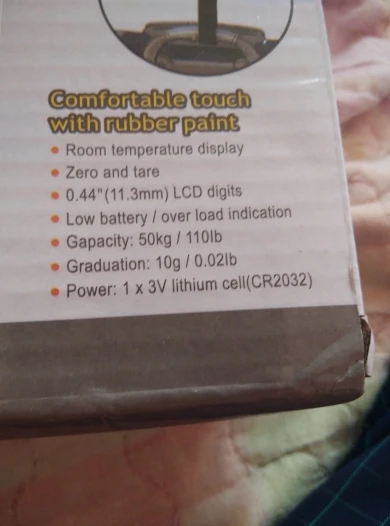 Comfortable touch
with rubber paint
• Room temperature display
• Zero and tare
• 0.44"(11.3mm) LCD digits
• Low battery / over load indication
• Gapacity: 50kg / 110lb
• Graduation: 10g / 0.02lb
• Power: 1 x 3V lithium cell(CR2032)